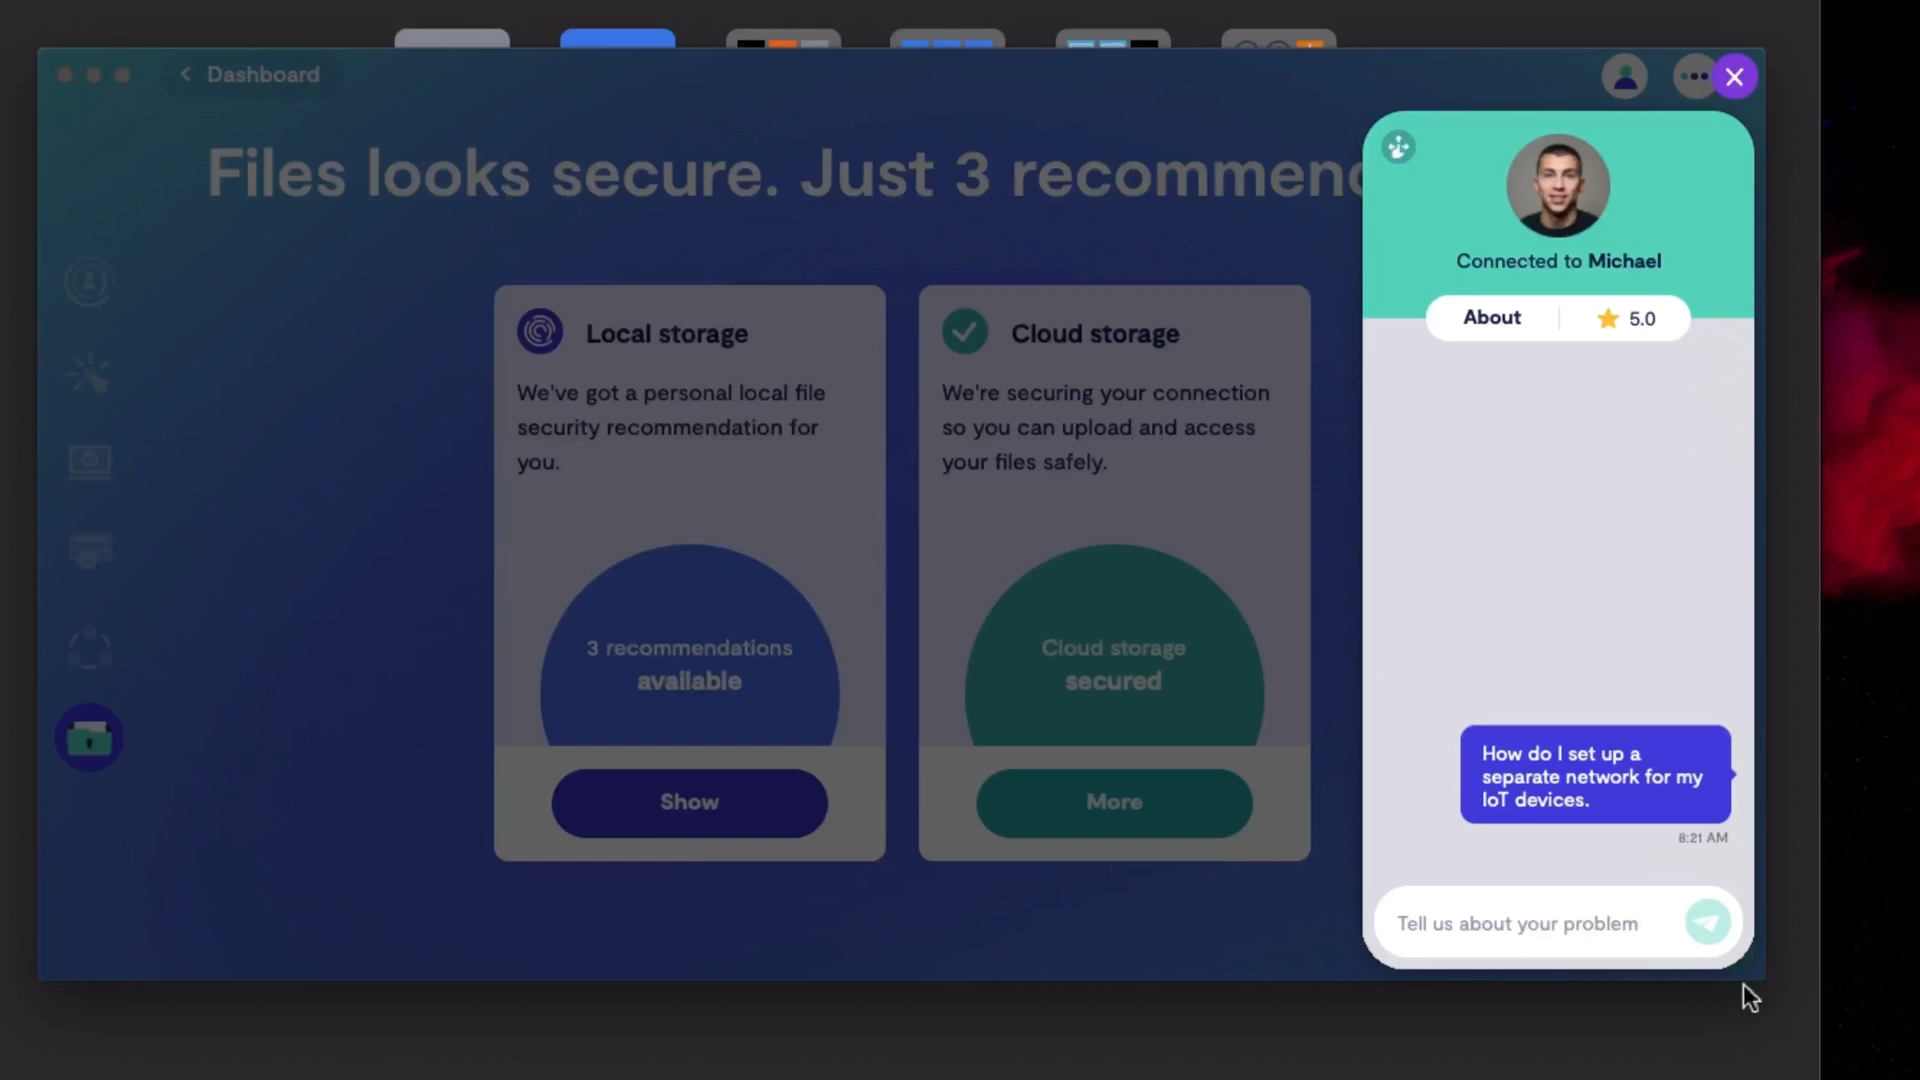 Dashboard
Files looks secure. Just 3 recommend
Local storage
We've got a personal local file
security recommendation for
you.
3 recommendations
available
Show
Cloud storage
We're securing your connection
so you can upload and access
your files safely.
Cloud storage
secured
More
Connected to Michael
About
5.0
How do I set up a
separate network for my
IoT devices.
8:21 AM
Tell us about your problem